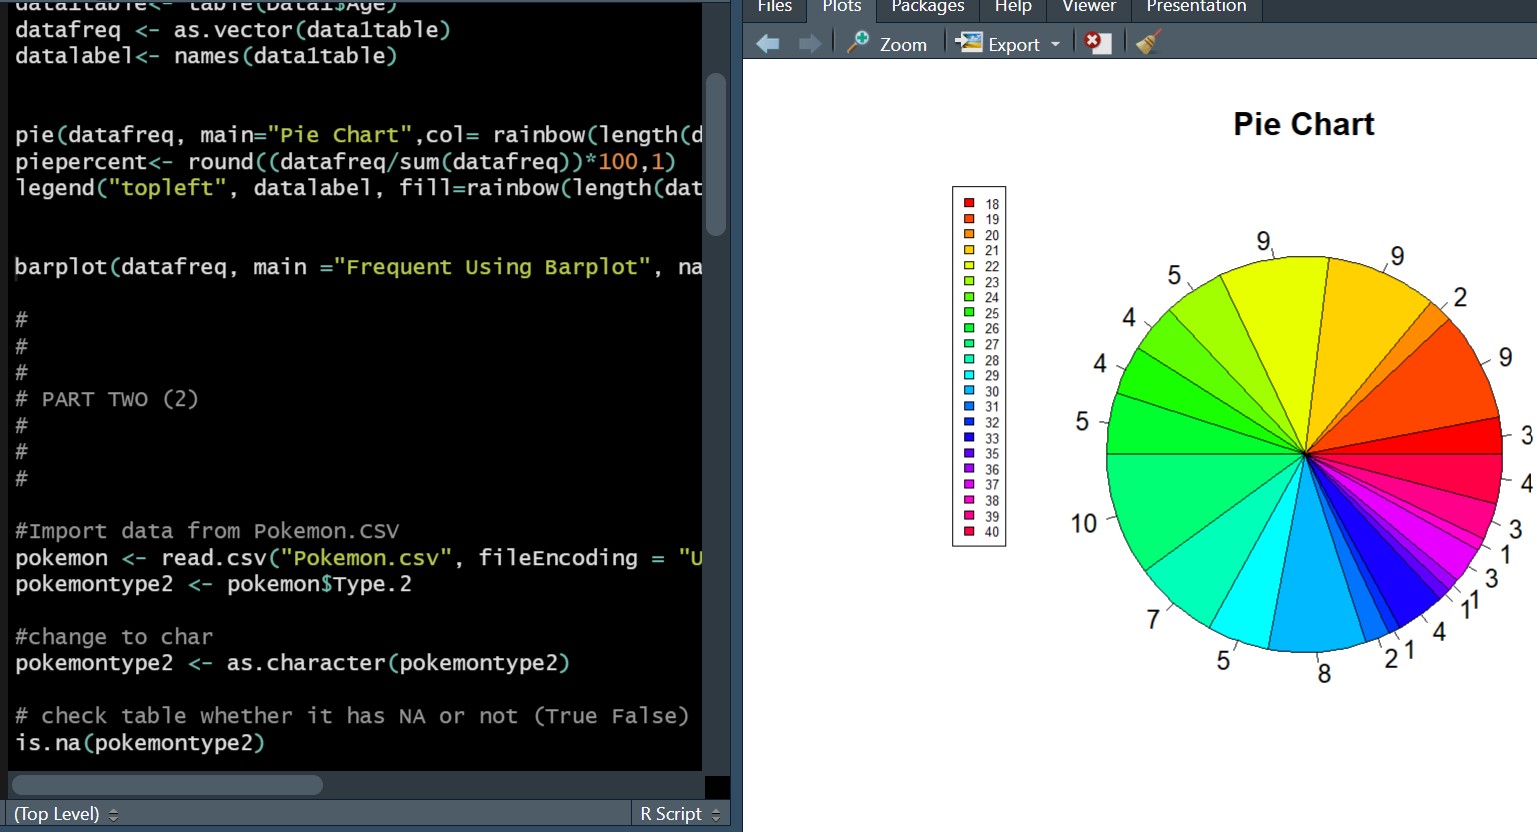 data1table<- table(Data1$Age)
datafreq <- as.vector(data1table)
datalabel<- names(data1table)
pie(datafreq, main="Pie Chart",col= rainbow(length(d
piepercent<- round((datafreq/sum(datafreq))*100,1)
legend("topleft", datalabel, fill=rainbow(length(dat
barplot(datafreq, main ="Frequent Using Barplot", na
#
#
#
# PART TWO (2)
#
#
#
#Import data from Pokemon.CSV
pokemon <- read.csv("Pokemon.csv", fileEncoding = "U
pokemontype2 <- pokemon$Type.2
#change to char
pokemontype2 <- as.character(pokemontype2)
# check table whether it has NA or not (True False)
is.na(pokemontype2)
(Top Level)
R Script
Files Plots Packages Help Viewer Presentation
Zoom Export
Pie Chart
18
19
20
21
22
23
24
25
26
27
28
29
30
31
32
33
35
36
37
38
39
40
3
9
2
9
9
5
4
4
5
10
7
5
8
2
1
4
1
1
3
1
3
4